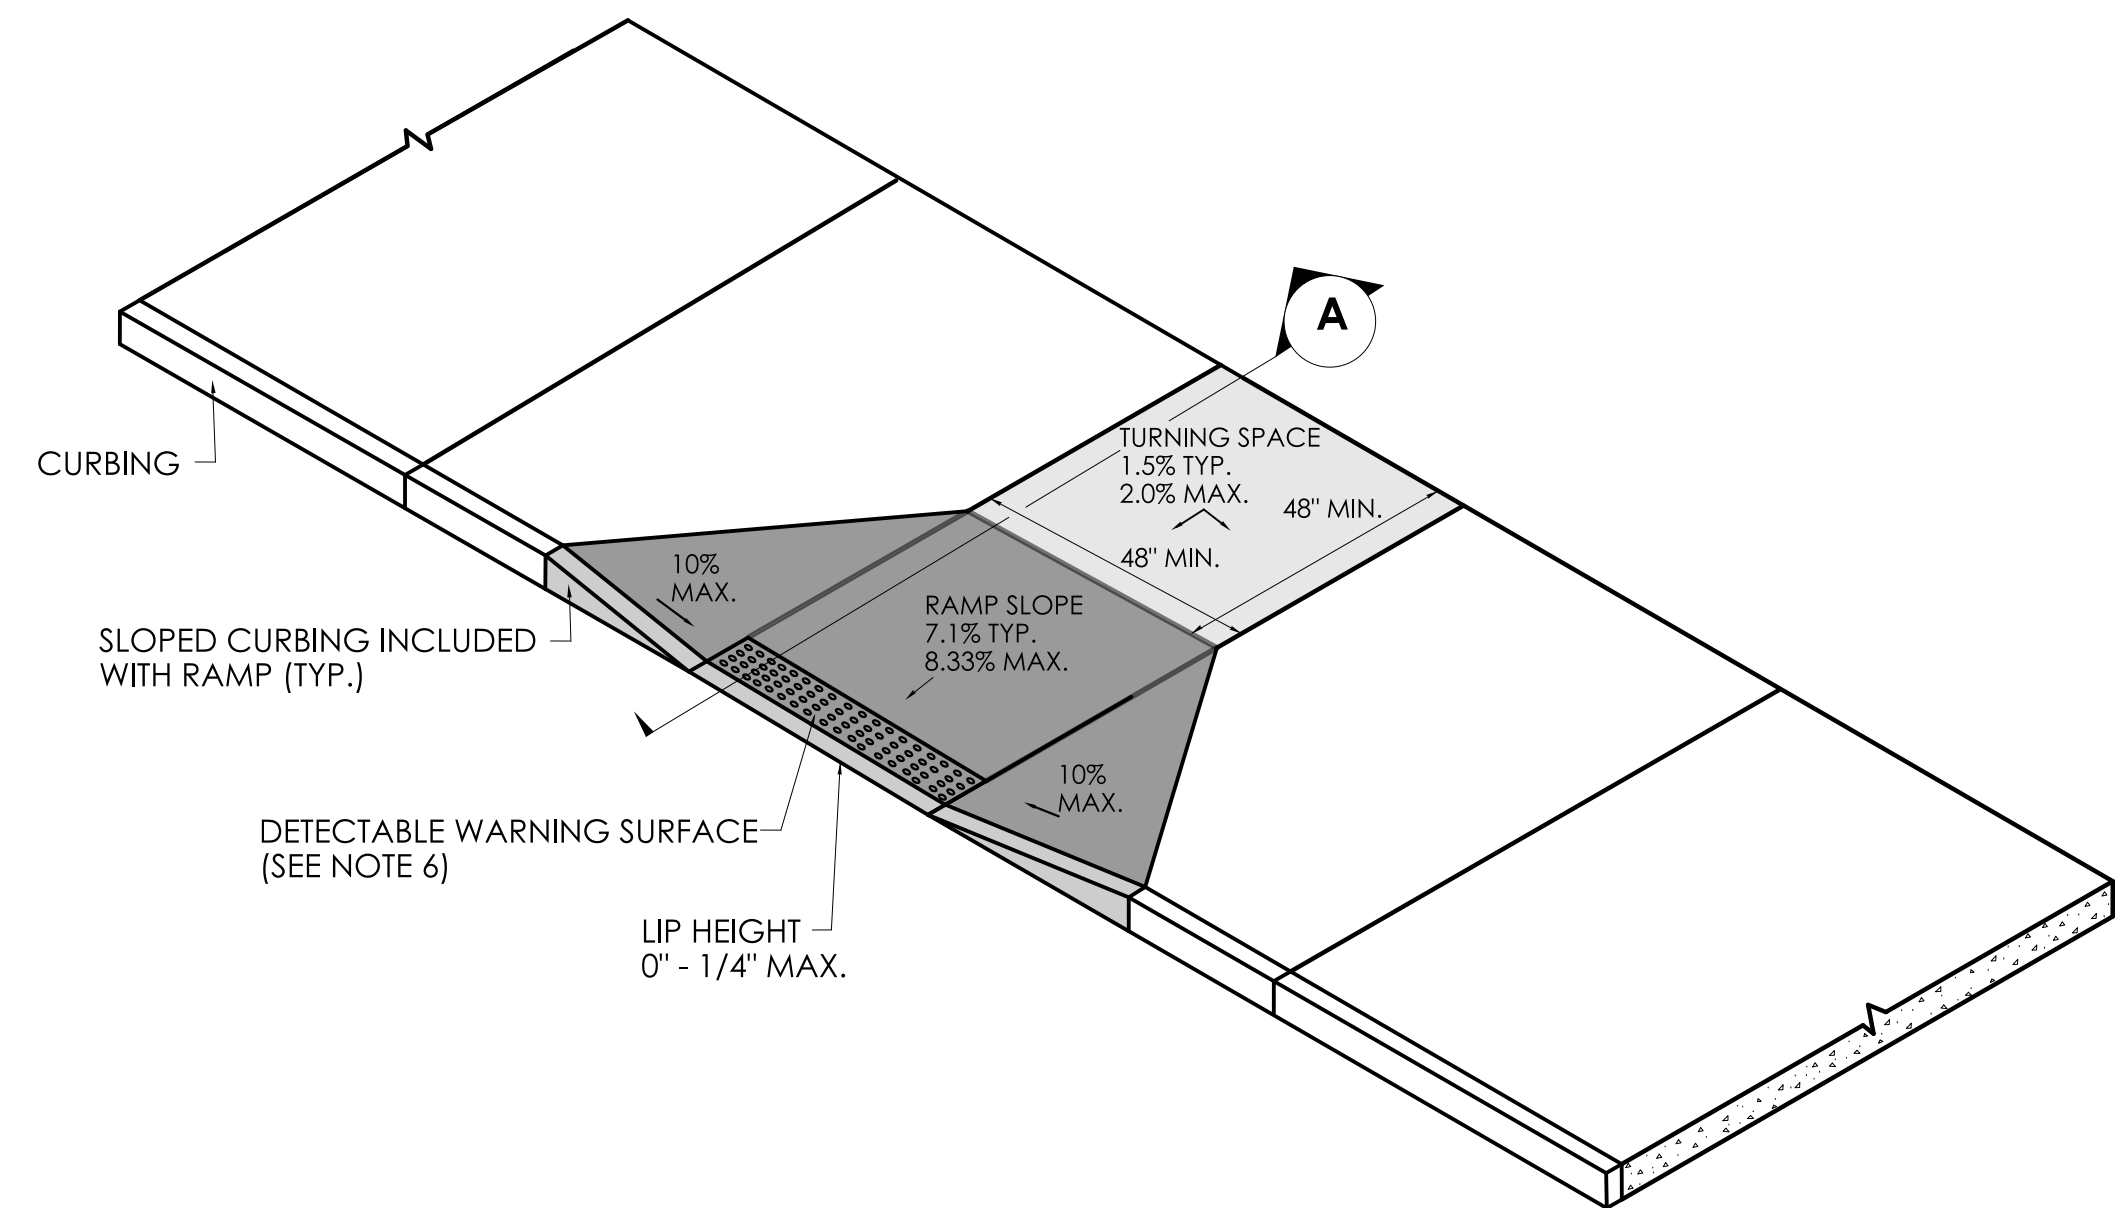 A
TURNING SPACE
1.5% TYP.
2.0% MAX.
48" MIN.
48" MIN.
CURBING
10%
MAX.
RAMP SLOPE
7.1% TYP.
8.33% MAX.
SLOPED CURBING INCLUDED
WITH RAMP (TYP.)
10%
MAX.
DETECTABLE WARNING SURFACE
(SEE NOTE 6)
LIP HEIGHT
0" - 1/4" MAX.